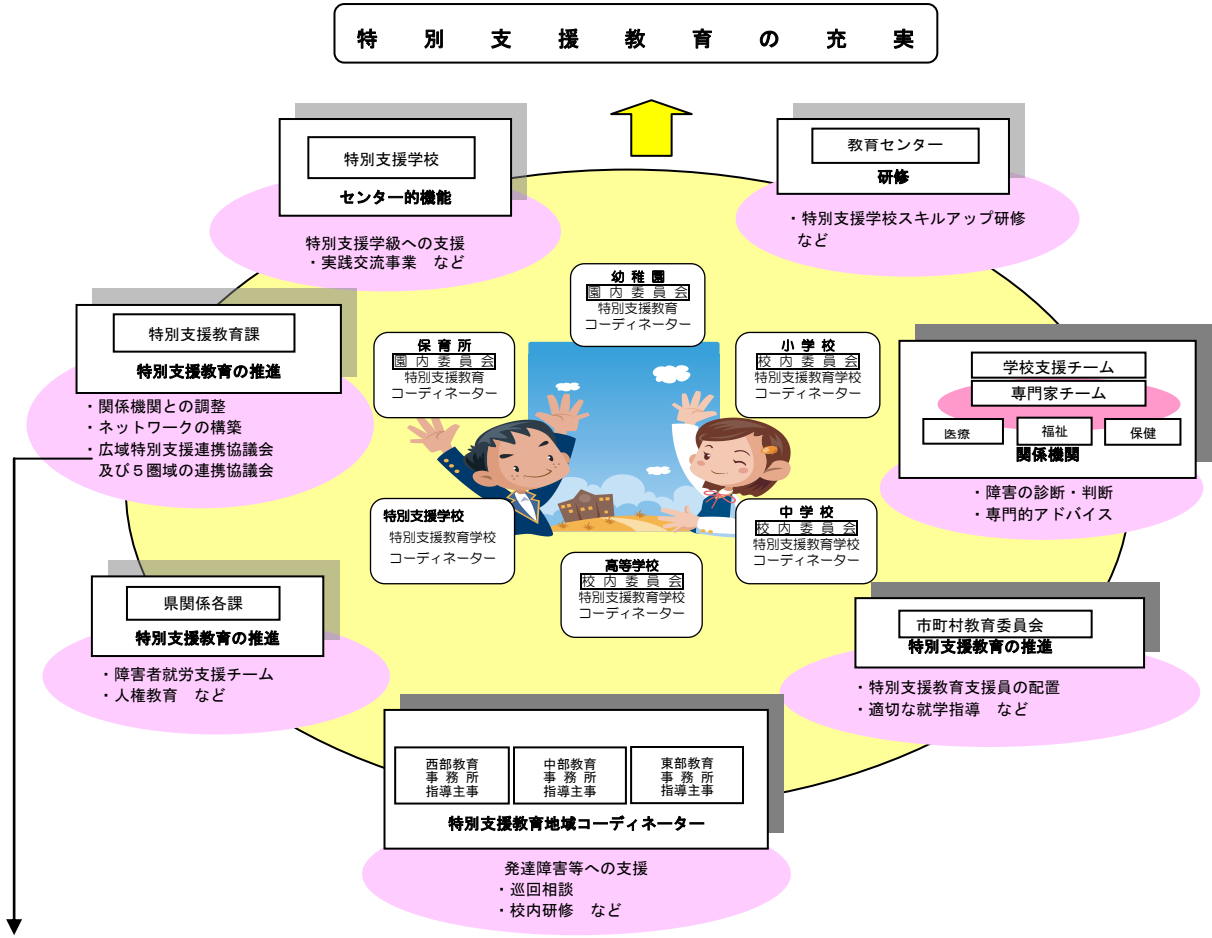 特別支援教育の充実
特別支援学校
センター的機能
特別支援学級への支援
・実践交流事業　など
教育センター
研修
・特別支援学校スキルアップ研修
など
特別支援教育課
特別支援教育の推進
・関係機関との調整
・ネットワークの構築
・広域特別支援連携協議会
及び５圏域の連携協議会
幼稚園
園内委員会
特別支援教育
コーディネーター
保育所
園内委員会
特別支援教育
コーディネーター
小学校
校内委員会
特別支援教育学校
コーディネーター
学校支援チーム
専門家チーム
医療
福祉
保健
関係機関
・障害の診断・判断
・専門的アドバイス
特別支援学校
特別支援教育学校
コーディネーター
中学校
校内委員会
特別支援教育学校
コーディネーター
高等学校
校内委員会
特別支援教育学校
コーディネーター
県関係各課
特別支援教育の推進
・障害者就労支援チーム
・人権教育　など
市町村教育委員会
特別支援教育の推進
・特別支援教育支援員の配置
・適切な就学指導　など
西部教育
事務所
指導主事
中部教育
事務所
指導主事
東部教育
事務所
指導主事
特別支援教育地域コーディネーター
発達障害等への支援
・巡回相談
・校内研修　など